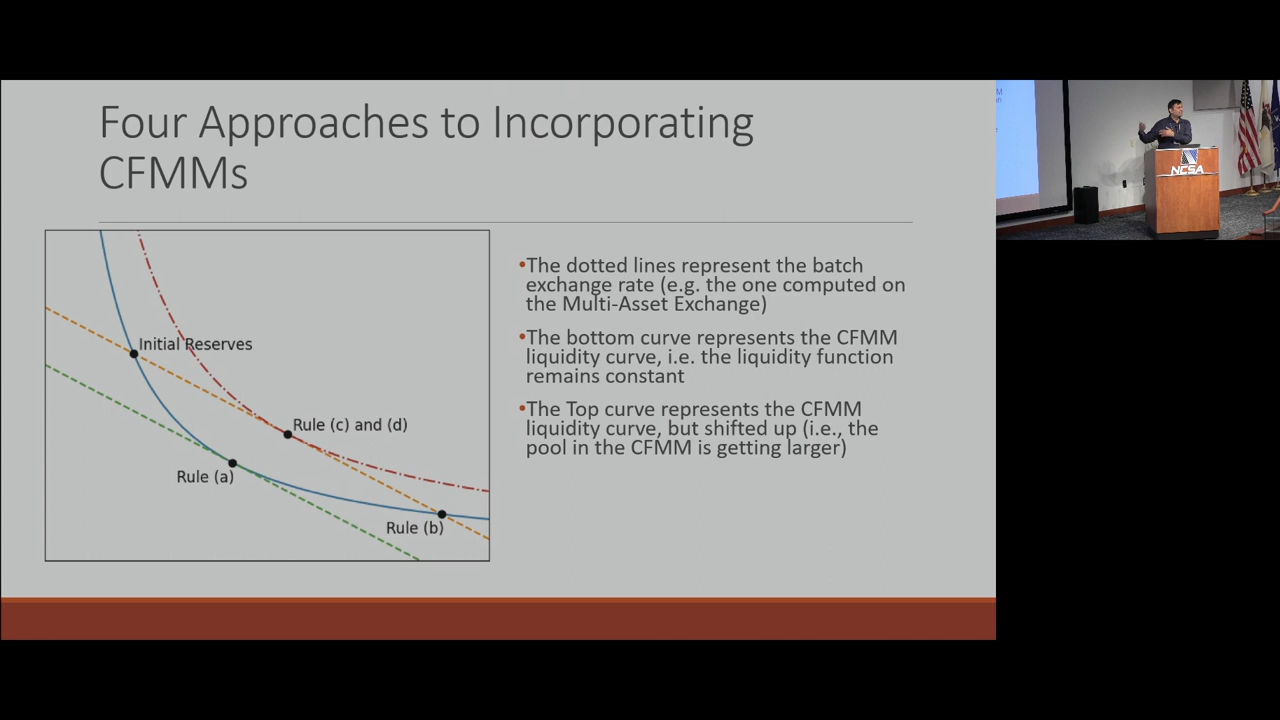 Four Approaches to Incorporating
CFMMs
Initial Reserves
Rule (c) and (d)
Rule (a)
Rule (b)
•The dotted lines represent the batch
exchange rate (e.g. the one computed on
the Multi-Asset Exchange)
•The bottom curve represents the CFMM
liquidity curve, i.e. the liquidity function
remains constant
•The Top curve represents the CFMM
liquidity curve, but shifted up (i.e., the
pool in the CFMM is getting larger)
NCSA